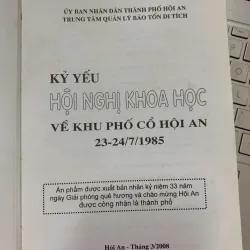 ỦY BAN NHÂN DÂN THÀNH PHỐ HỘI AN
TRUNG TÂM QUẢN LÝ BẢO TỒN DI TÍCH
KỶ YẾU
HỘI NGHỊ KHOA HỌC
VỀ KHU PHỐ CỔ HỘI AN
23-24/7/1985
Ấn phẩm được xuất bản nhân kỷ niệm 33 năm
ngày Giải phóng quê hương và chào mừng Hội An
được công nhận là thành phố
Hội An - Tháng 3/2008